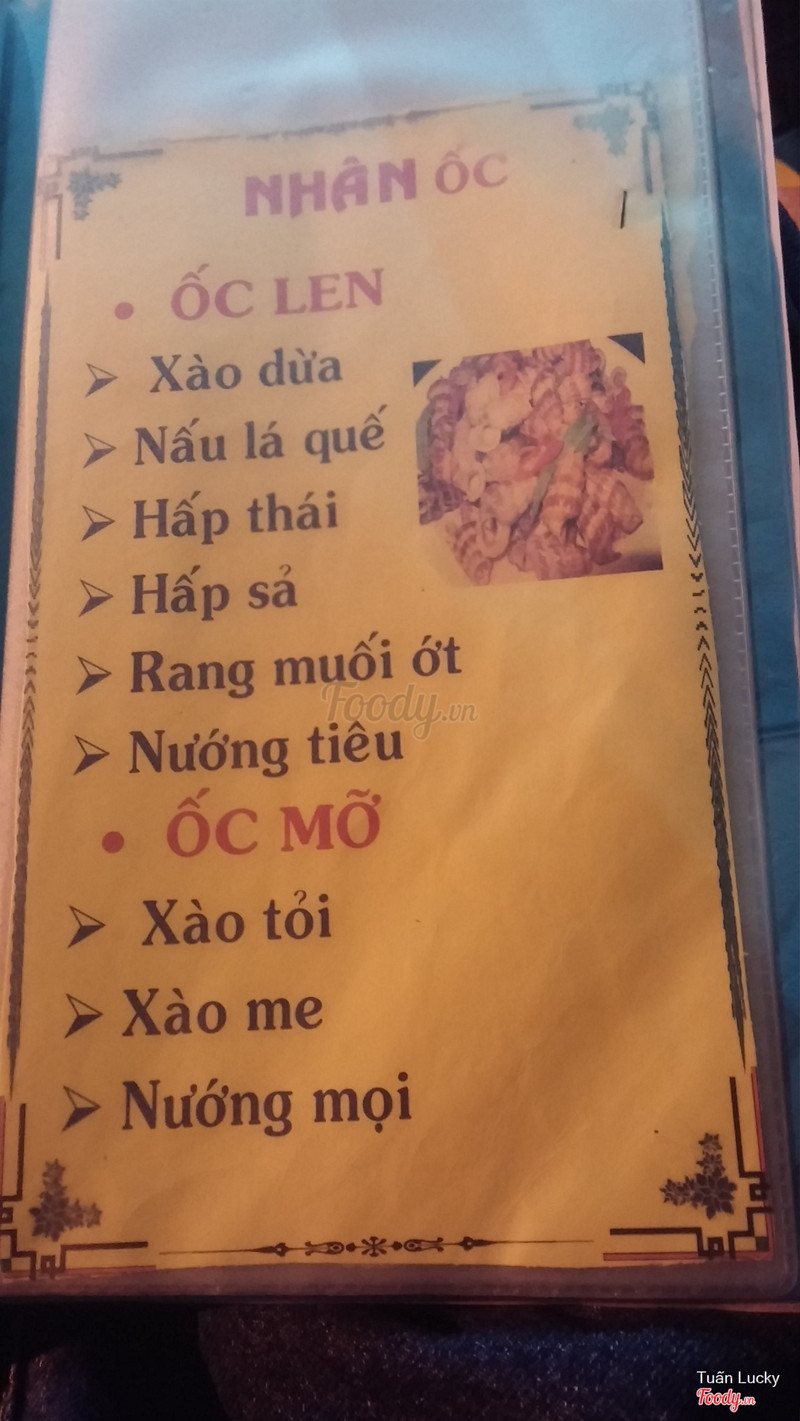 NHÂN ỐC
• ỐC LEN
➢ Xào dừa
➢ Nấu lá quế
➢ Hấp thái
➢ Hấp sả
➢ Rang muối ớt
Foody.vn
➢ Nướng tiêu
• ỐC MỠ
➢ Xào tỏi
➢ Xào me
➢ Nướng mọi
Tuấn Lucky
Foody.vn